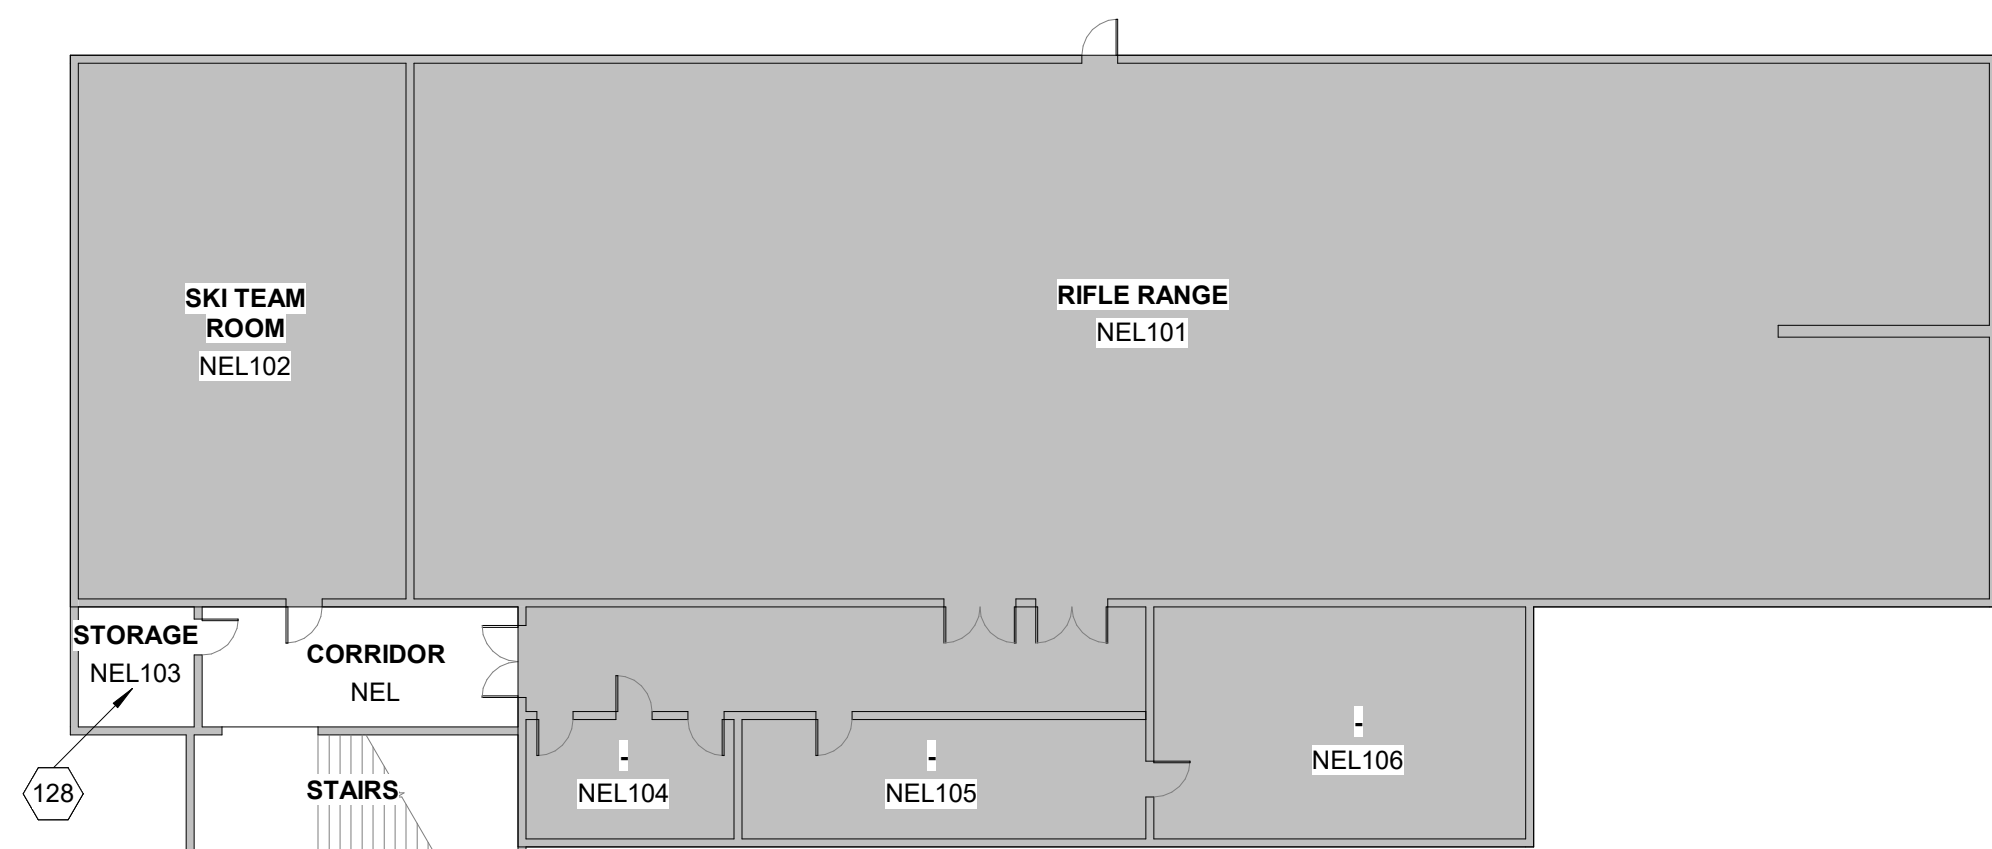 SKI TEAM
ROOM
NEL102
RIFLE RANGE
NEL101
STORAGE
NEL103
CORRIDOR
NEL
128
STAIRS
-
NEL104
-
NEL105
-
NEL106